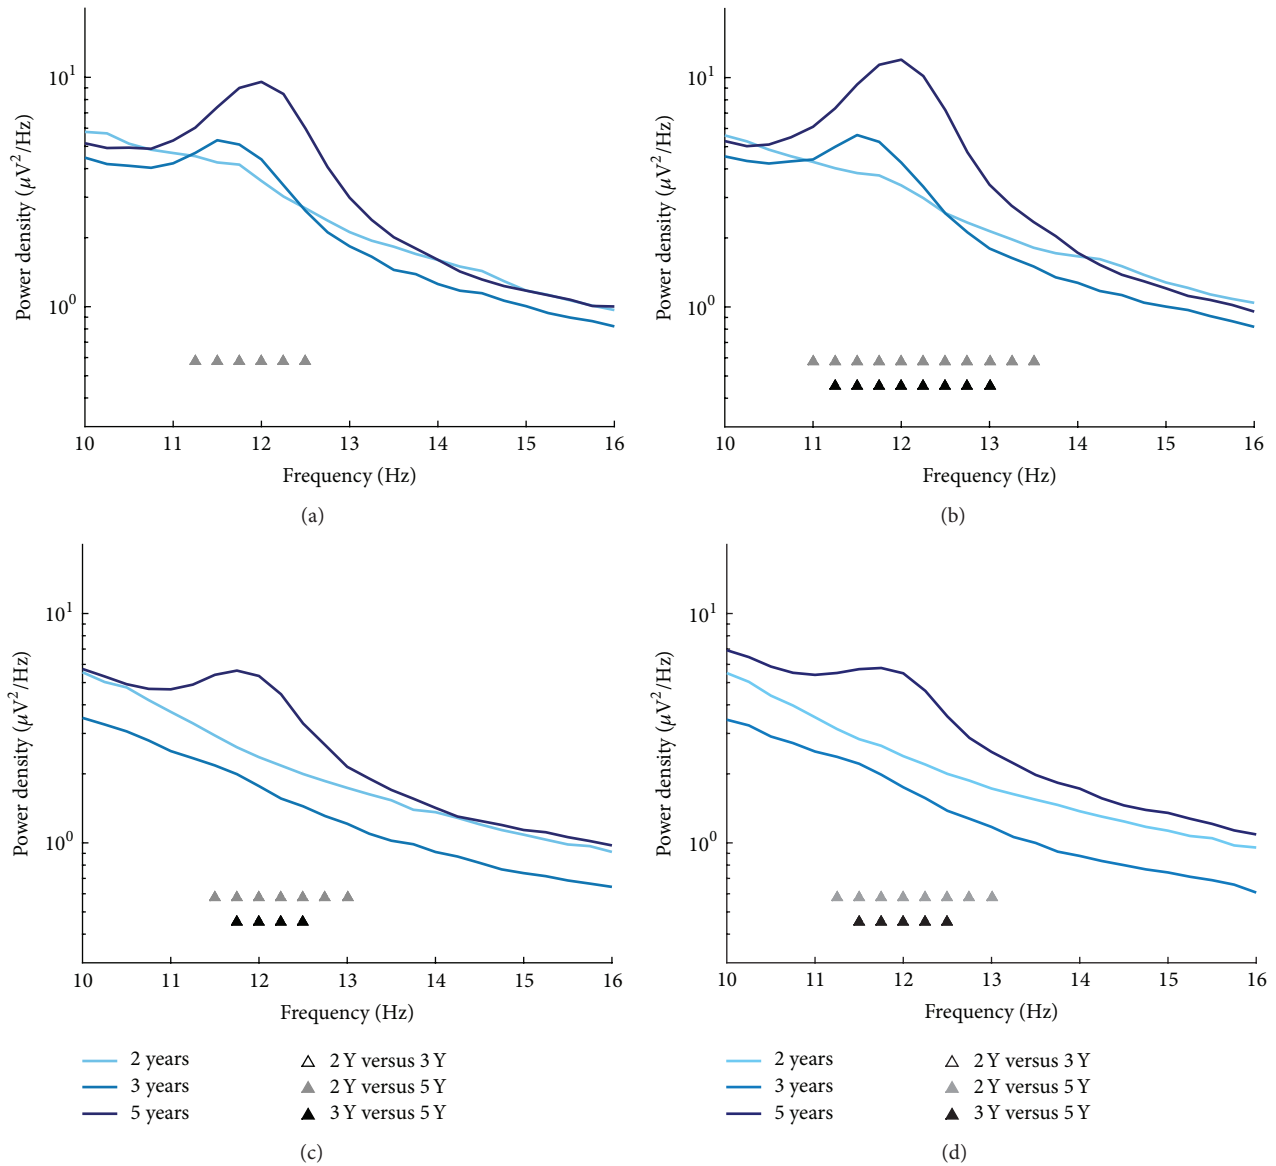 10¹
10⁰
Power density (μV²/Hz)
10 11 12 13 14 15 16
Frequency (Hz)
(a)
10¹
10⁰
Power density (μV²/Hz)
10 11 12 13 14 15 16
Frequency (Hz)
(b)
10¹
10⁰
Power density (μV²/Hz)
10 11 12 13 14 15 16
Frequency (Hz)
2 years
3 years
5 years
2 Y versus 3 Y
2 Y versus 5 Y
3 Y versus 5 Y
(c)
10¹
10⁰
Power density (μV²/Hz)
10 11 12 13 14 15 16
Frequency (Hz)
2 years
3 years
5 years
2 Y versus 3 Y
2 Y versus 5 Y
3 Y versus 5 Y
(d)